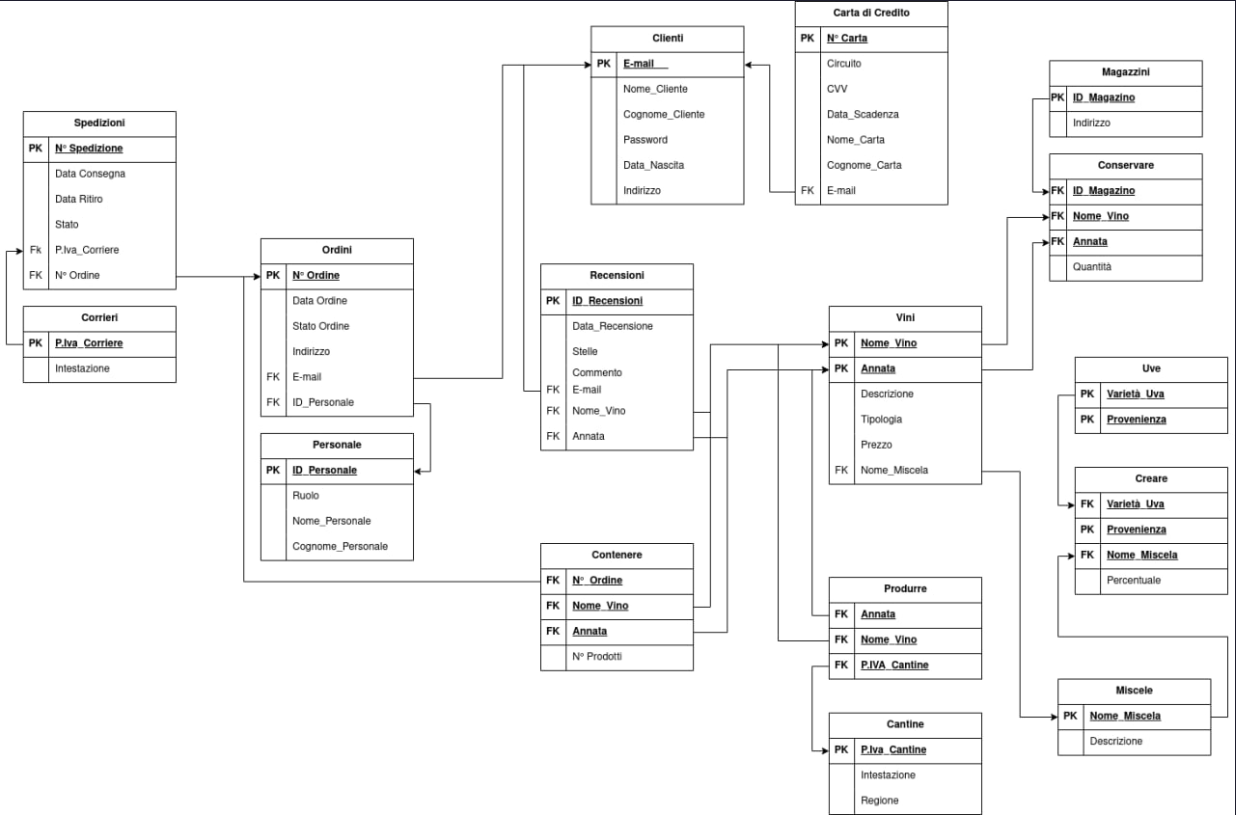 Carta di Credito
PK N° Carta
Circuito
CVV
Data_Scadenza
Nome_Carta
Cognome_Carta
FK E-mail
Clienti
PK E-mail__
Nome_Cliente
Cognome_Cliente
Password
Data_Nascita
Indirizzo
Magazzini
PK ID_Magazino
Indirizzo
Conservare
FK ID_Magazino
FK Nome_Vino
FK Annata
Quantità
Spedizioni
PK N° Spedizione
Data Consegna
Data Ritiro
Stato
Fk P.Iva_Corriere
FK N° Ordine
Corrieri
PK P.Iva_Corriere
Intestazione
Ordini
PK N° Ordine
Data Ordine
Stato Ordine
Indirizzo
FK E-mail
FK ID_Personale
Personale
PK ID_Personale
Ruolo
Nome_Personale
Cognome_Personale
Recensioni
PK ID_Recensioni
Data_Recensione
Stelle
Commento
FK E-mail
FK Nome_Vino
FK Annata
Contenere
FK N°_Ordine
FK Nome_Vino
FK Annata
N° Prodotti
Vini
PK Nome_Vino
PK Annata
Descrizione
Tipologia
Prezzo
FK Nome_Miscela
Produrre
FK Annata
FK Nome_Vino
FK P.IVA_Cantine
Cantine
PK P.Iva_Cantine
Intestazione
Regione
Uve
PK Varietà_Uva
PK Provenienza
Creare
FK Varietà_Uva
PK Provenienza
FK Nome_Miscela
Percentuale
Miscele
PK Nome_Miscela
Descrizione